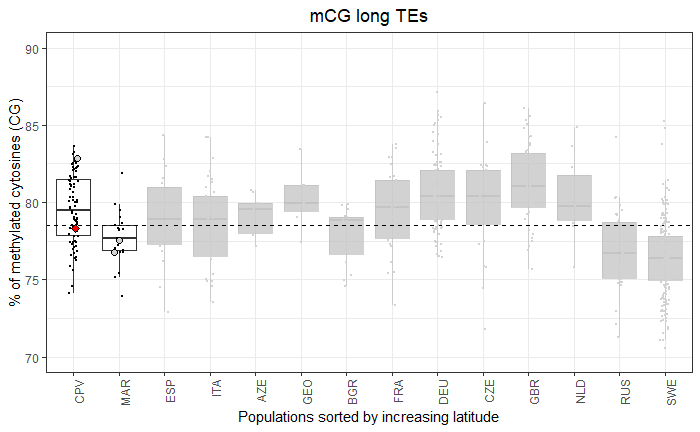 mCG long TEs
% of methylated cytosines (CG)
90
85
80
75
70
CPV MAR ESP ITA AZE GEO BGR FRA DEU CZE GBR NLD RUS SWE
Populations sorted by increasing latitude